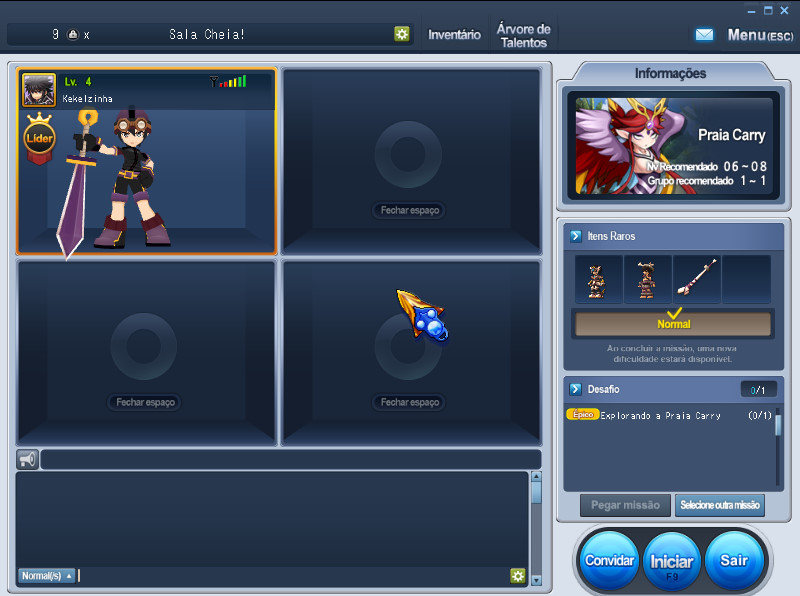 9 x Sala Cheia!
Inventário
Árvore de
Talentos
Menu(ESC)
Lv. 4
Kekelzinha
Líder
Fechar espaço
Fechar espaço
Fechar espaço
Normal(/s)
Informações
Praia Carry
Nv Recomendado 06 ~ 08
Grupo recomendado 1 ~ 1
Itens Raros
Normal
Ao concluir a missão, uma nova
dificuldade estará disponível.
Desafio 0/1
Épico Explorando a Praia Carry (0/1)
Pegar missão Selecione outra missão
Convidar Iniciar Sair
F9